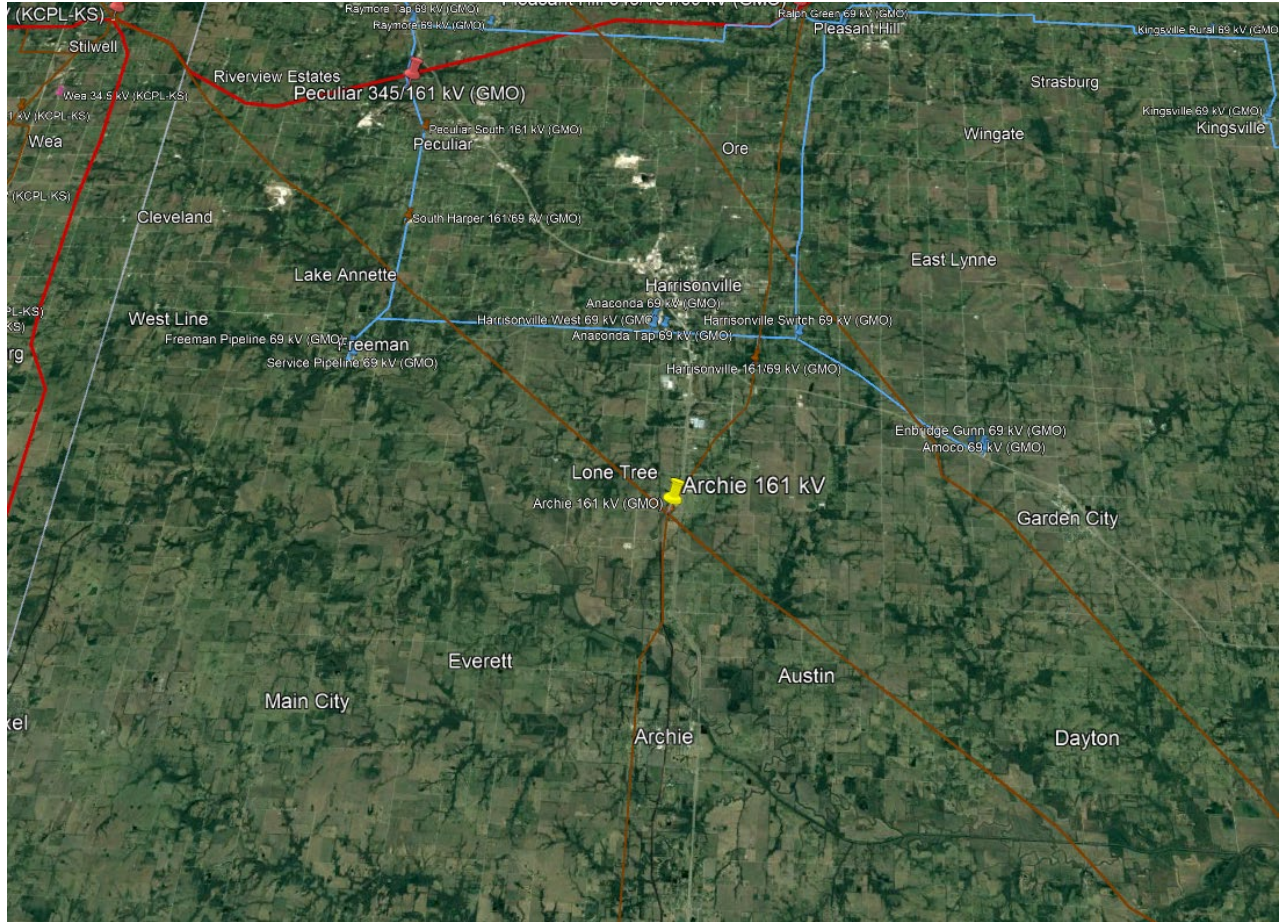 (KCPL-KS)
Stilwell
Raymore Tap 69 kV (GMO)
Raymore 69 kV (GMO)
Ralph Green 69 kV (GMO)
Pleasant Hill
Kingsville Rural 69 kV (GMO
Riverview Estates
Peculiar 345/161 kV (GMO)
Strasburg
Wea 34.5 kV (KCPL-KS)
kV (KCPL-KS)
Wea
Peculiar South 161 kV (GMO)
Peculiar
Ore
Wingate
Kingsville 69 kV (GMO)
Kingsville
(KCPL-KS)
Cleveland
South Harper 161/69 kV (GMO)
Lake Annette
East Lynne
Harrisonville
Anaconda 69 kV (GMO)
West Line
Harrisonville West 69 kV (GMO
Harrisonville Switch 69 kV (GMO)
Anaconda Tap 69 kV (GMO)
Freeman Pipeline 69 kV (GMO)
Freeman
Service Pipeline 69 kV (GMO)
Harrisonville 161/69 kV (GMO)
Enbridge Gunn 69 kV (GMO)
Amoco 69 kV (GMO)
Lone Tree
Archie 161 kV
Archie 161 kV (GMO)
Garden City
Everett
Austin
Main City
Archie
Dayton